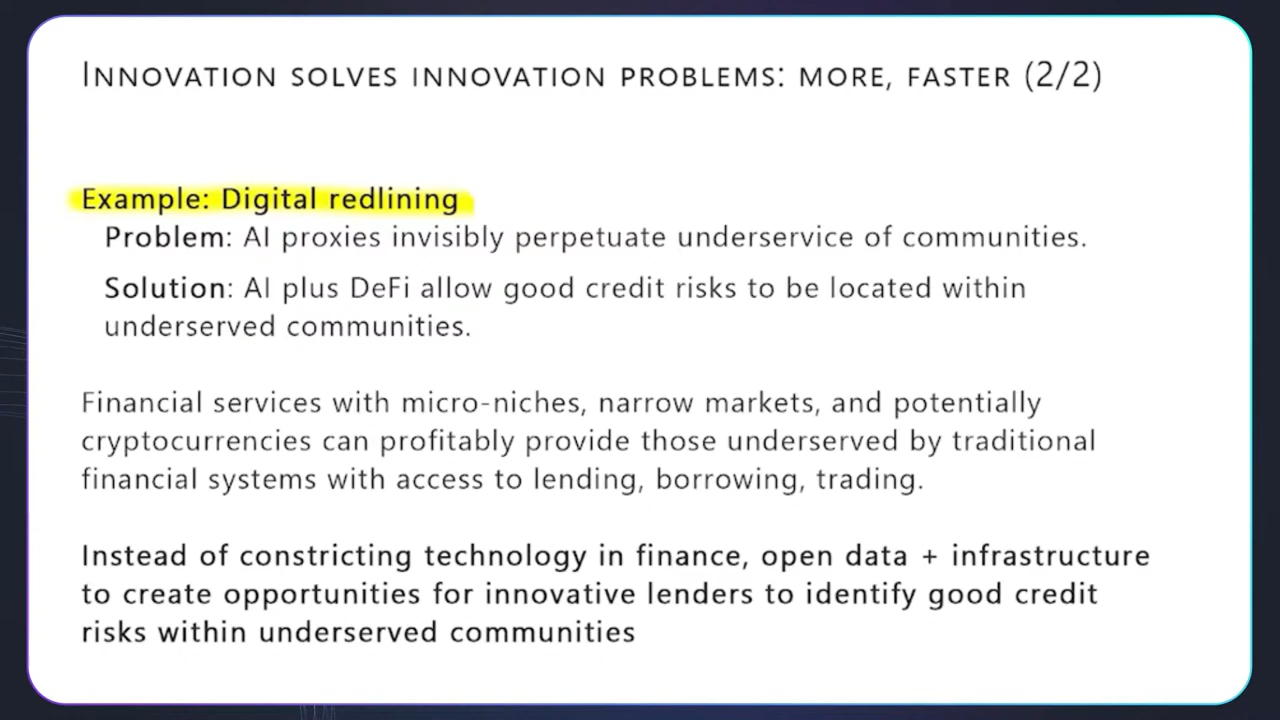 Innovation solves innovation problems: more, faster (2/2)
Example: Digital redlining
Problem: AI proxies invisibly perpetuate underservice of communities.
Solution: AI plus DeFi allow good credit risks to be located within
underserved communities.
Financial services with micro-niches, narrow markets, and potentially
cryptocurrencies can profitably provide those underserved by traditional
financial systems with access to lending, borrowing, trading.
Instead of constricting technology in finance, open data + infrastructure
to create opportunities for innovative lenders to identify good credit
risks within underserved communities